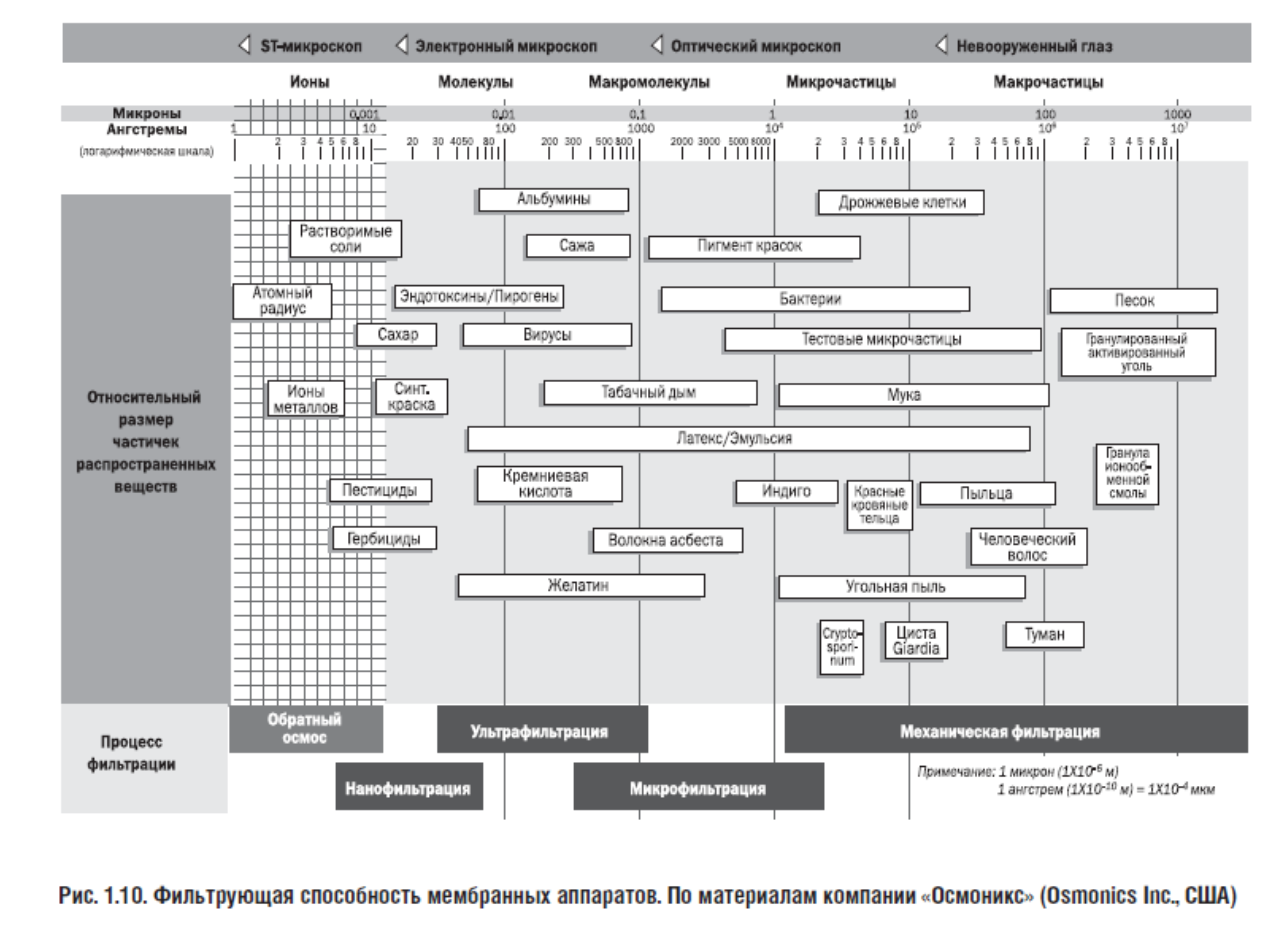 ST-микроскоп Электронный микроскоп Оптический микроскоп Невооруженный глаз
Ионы Молекулы Макромолекулы Микрочастицы Макрочастицы
Микроны 0,001 0,01 0,1 1 10 100 1000
Ангстремы 1 10 100 1000 10⁴ 10⁵ 10⁶ 10⁷
(логарифмическая шкала) 2 3 4 5 6 8 20 30 40 50 80 200 300 500 800 2000 3000 5000 8000 2 3 4 5 6 8 2 3 4 5 6 8 2 3 4 5 6 8
Альбумины
Дрожжевые клетки
Растворимые
соли
Сажа
Пигмент красок
Атомный
радиус
Эндотоксины/Пирогены
Бактерии
Песок
Сахар
Вирусы
Тестовые микрочастицы
Гранулированный
активированный
уголь
Относительный
размер
частичек
распространенных
веществ
Ионы
металлов
Синт.
краска
Табачный дым
Мука
Латекс/Эмульсия
Гранула
ионооб-
менной
смолы
Пестициды
Кремниевая
кислота
Индиго
Красные
кровяные
тельца
Пыльца
Гербициды
Волокна асбеста
Человеческий
волос
Желатин
Угольная пыль
Crypto-
spori-
num
Циста
Giardia
Туман
Процесс
фильтрации
Обратный
осмос
Ультрафильтрация
Механическая фильтрация
Нанофильтрация
Микрофильтрация
Примечание: 1 микрон (1X10⁻⁶ м)
1 ангстрем (1X10⁻¹⁰ м) = 1X10⁻⁴ мкм
Рис. 1.10. Фильтрующая способность мембранных аппаратов. По материалам компании «Осмоникс» (Osmonics Inc., США)